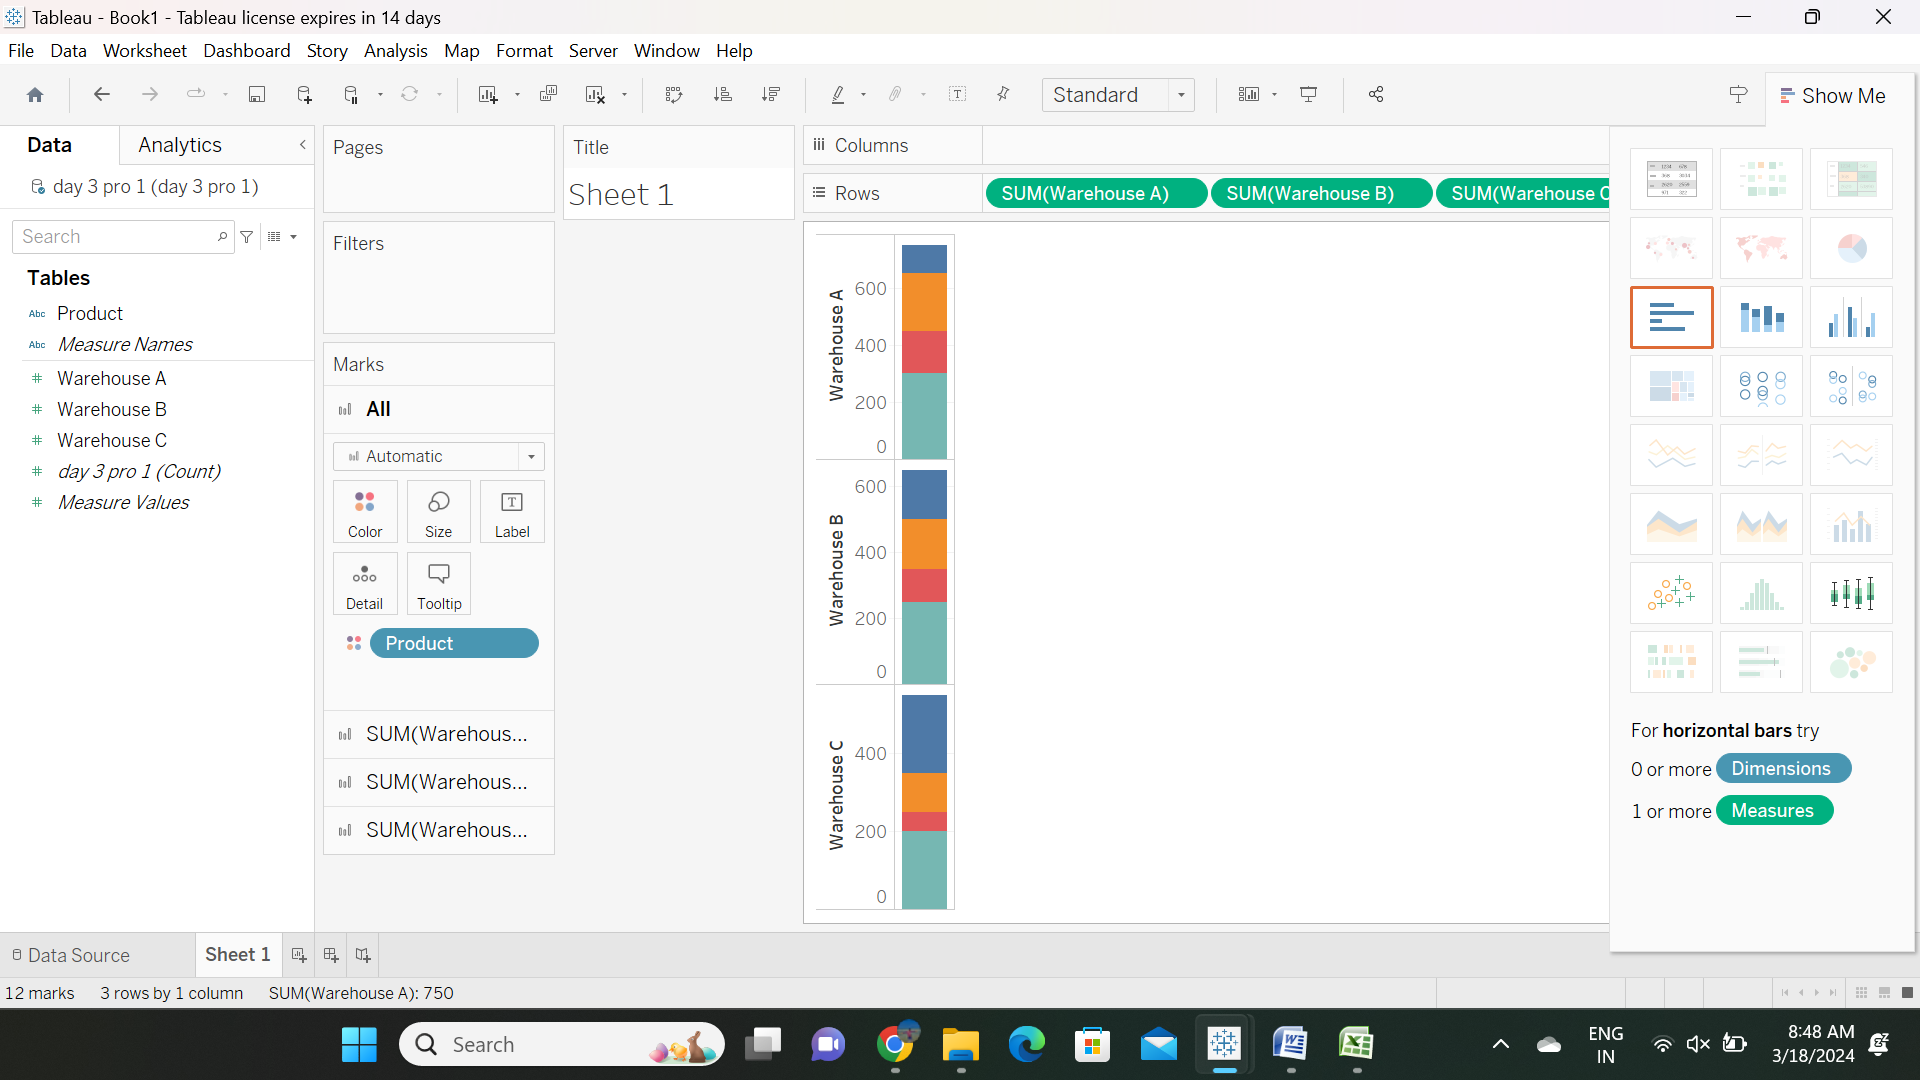 Tableau - Book1 - Tableau license expires in 14 days
File Data Worksheet Dashboard Story Analysis Map Format Server Window Help
Standard
Show Me
Data Analytics
day 3 pro 1 (day 3 pro 1)
Search
Tables
Abc Product
Abc Measure Names
# Warehouse A
# Warehouse B
# Warehouse C
# day 3 pro 1 (Count)
# Measure Values
Pages
Filters
Marks
All
Automatic
Color Size T Label
Detail Tooltip
Product
SUM(Warehous...
SUM(Warehous...
SUM(Warehous...
Title
Sheet 1
Columns
Rows SUM(Warehouse A) SUM(Warehouse B) SUM(Warehouse C
Warehouse A
600
400
200
0
Warehouse B
600
400
200
0
Warehouse C
400
200
0
For horizontal bars try
0 or more Dimensions
1 or more Measures
Data Source Sheet 1
12 marks 3 rows by 1 column SUM(Warehouse A): 750
Search
ENG
IN
8:48 AM
3/18/2024